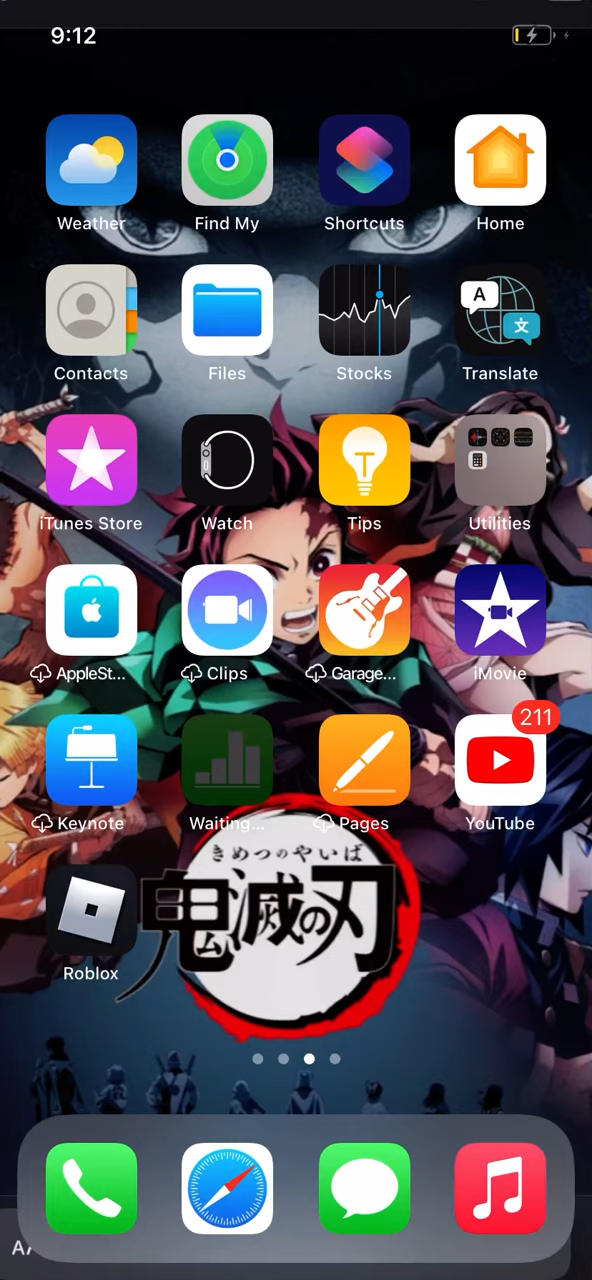 9:12
Weather
Find My
Shortcuts
Home
A
文
Contacts
Files
Stocks
Translate
iTunes Store
Watch
Tips
Utilities
AppleSt...
Clips
Garage...
iMovie
211
Keynote
Waiting...
Pages
YouTube
きめつのやいば
鬼滅の刃
Roblox